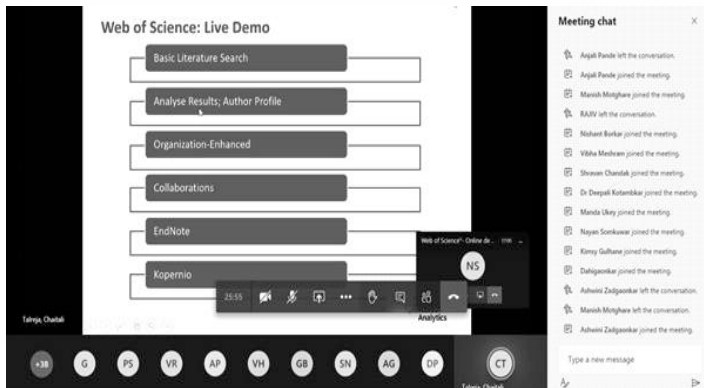 Web of Science: Live Demo
Basic Literature Search
Analyse Results; Author Profile
Organization-Enhanced
Collaborations
EndNote
Kopernio
Web of Science - Online de...
NS
25:55
Analytics
Talreja, Chaitali
+38
G
PS
VR
AP
VH
GB
SN
AG
DP
CT
Talreja, Chaitali
Meeting chat
Anjali Pande left the conversation.
Anjali Pande joined the meeting.
Manish Motghare joined the meeting.
RAJIV left the conversation.
Nishant Borkar joined the meeting.
Vibha Meshram joined the meeting.
Shravan Chandak joined the meeting.
Dr Deepali Kotambkar joined the meeting.
Manda Ukey joined the meeting.
Nayan Somkuwar joined the meeting.
Kimsy Gulhane joined the meeting.
Dahigaonkar joined the meeting.
Ashwini Zadgaonkar left the conversation.
Manish Motghare left the conversation.
Ashwini Zadgaonkar joined the meeting.
Type a new message